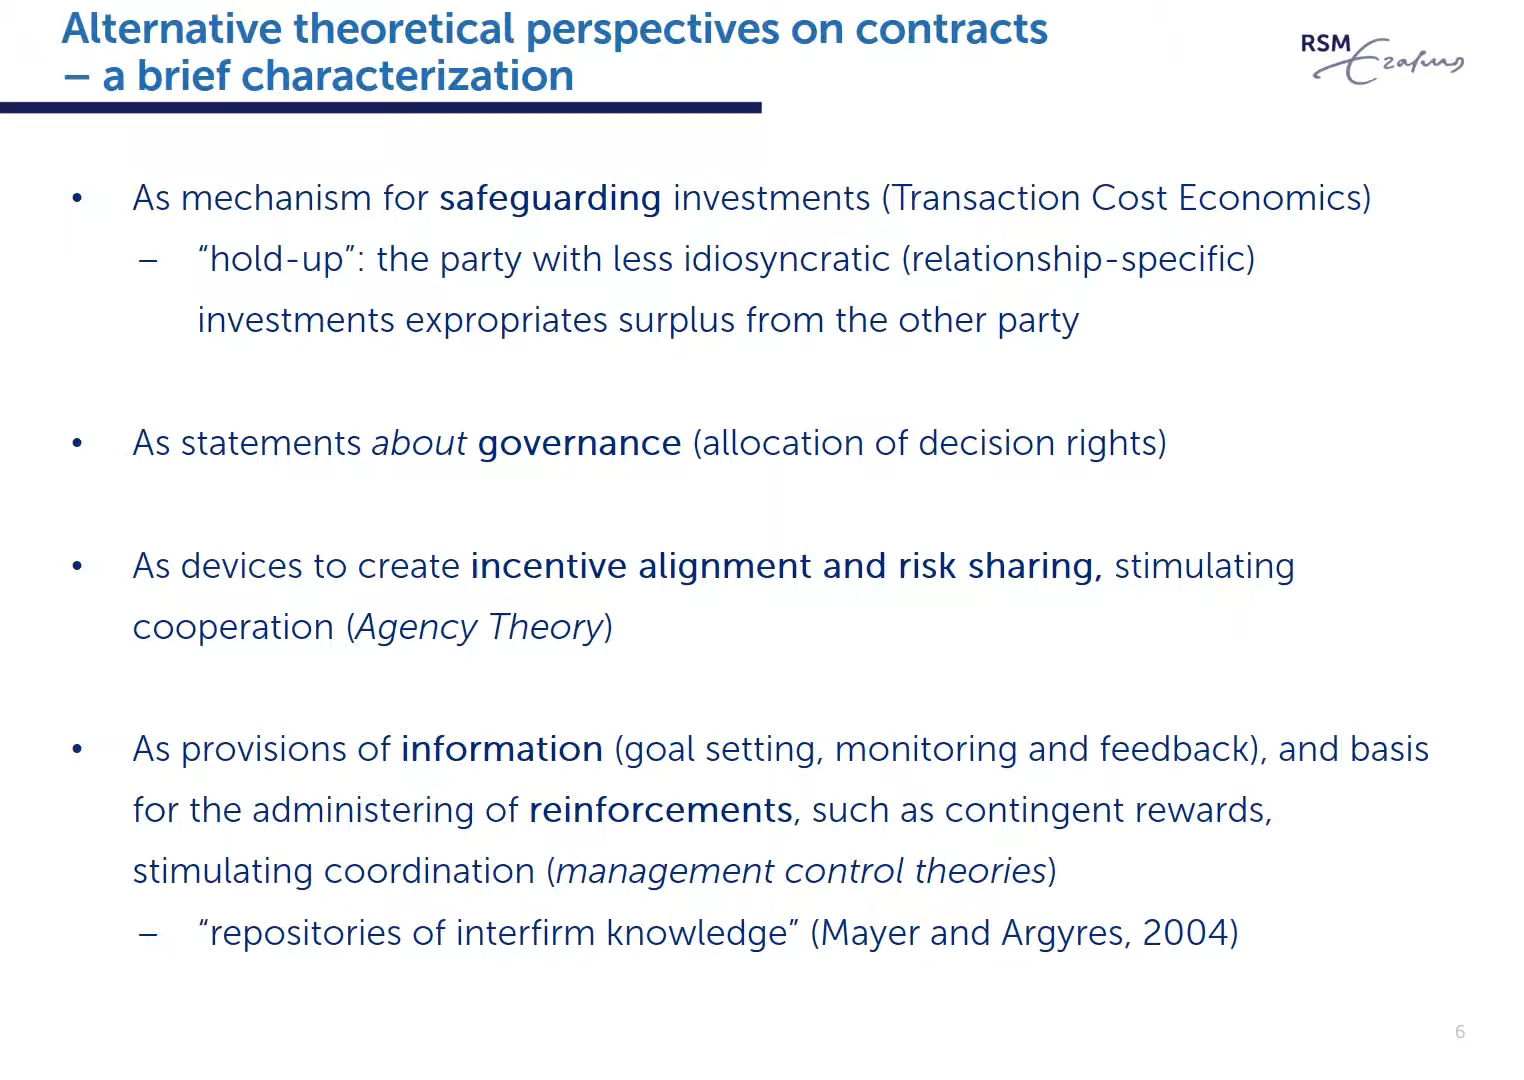 Alternative theoretical perspectives on contracts
– a brief characterization
RSM Erasmus
• As mechanism for safeguarding investments (Transaction Cost Economics)
– “hold-up”: the party with less idiosyncratic (relationship-specific)
investments expropriates surplus from the other party
• As statements about governance (allocation of decision rights)
• As devices to create incentive alignment and risk sharing, stimulating
cooperation (Agency Theory)
• As provisions of information (goal setting, monitoring and feedback), and basis
for the administering of reinforcements, such as contingent rewards,
stimulating coordination (management control theories)
– “repositories of interfirm knowledge” (Mayer and Argyres, 2004)
6